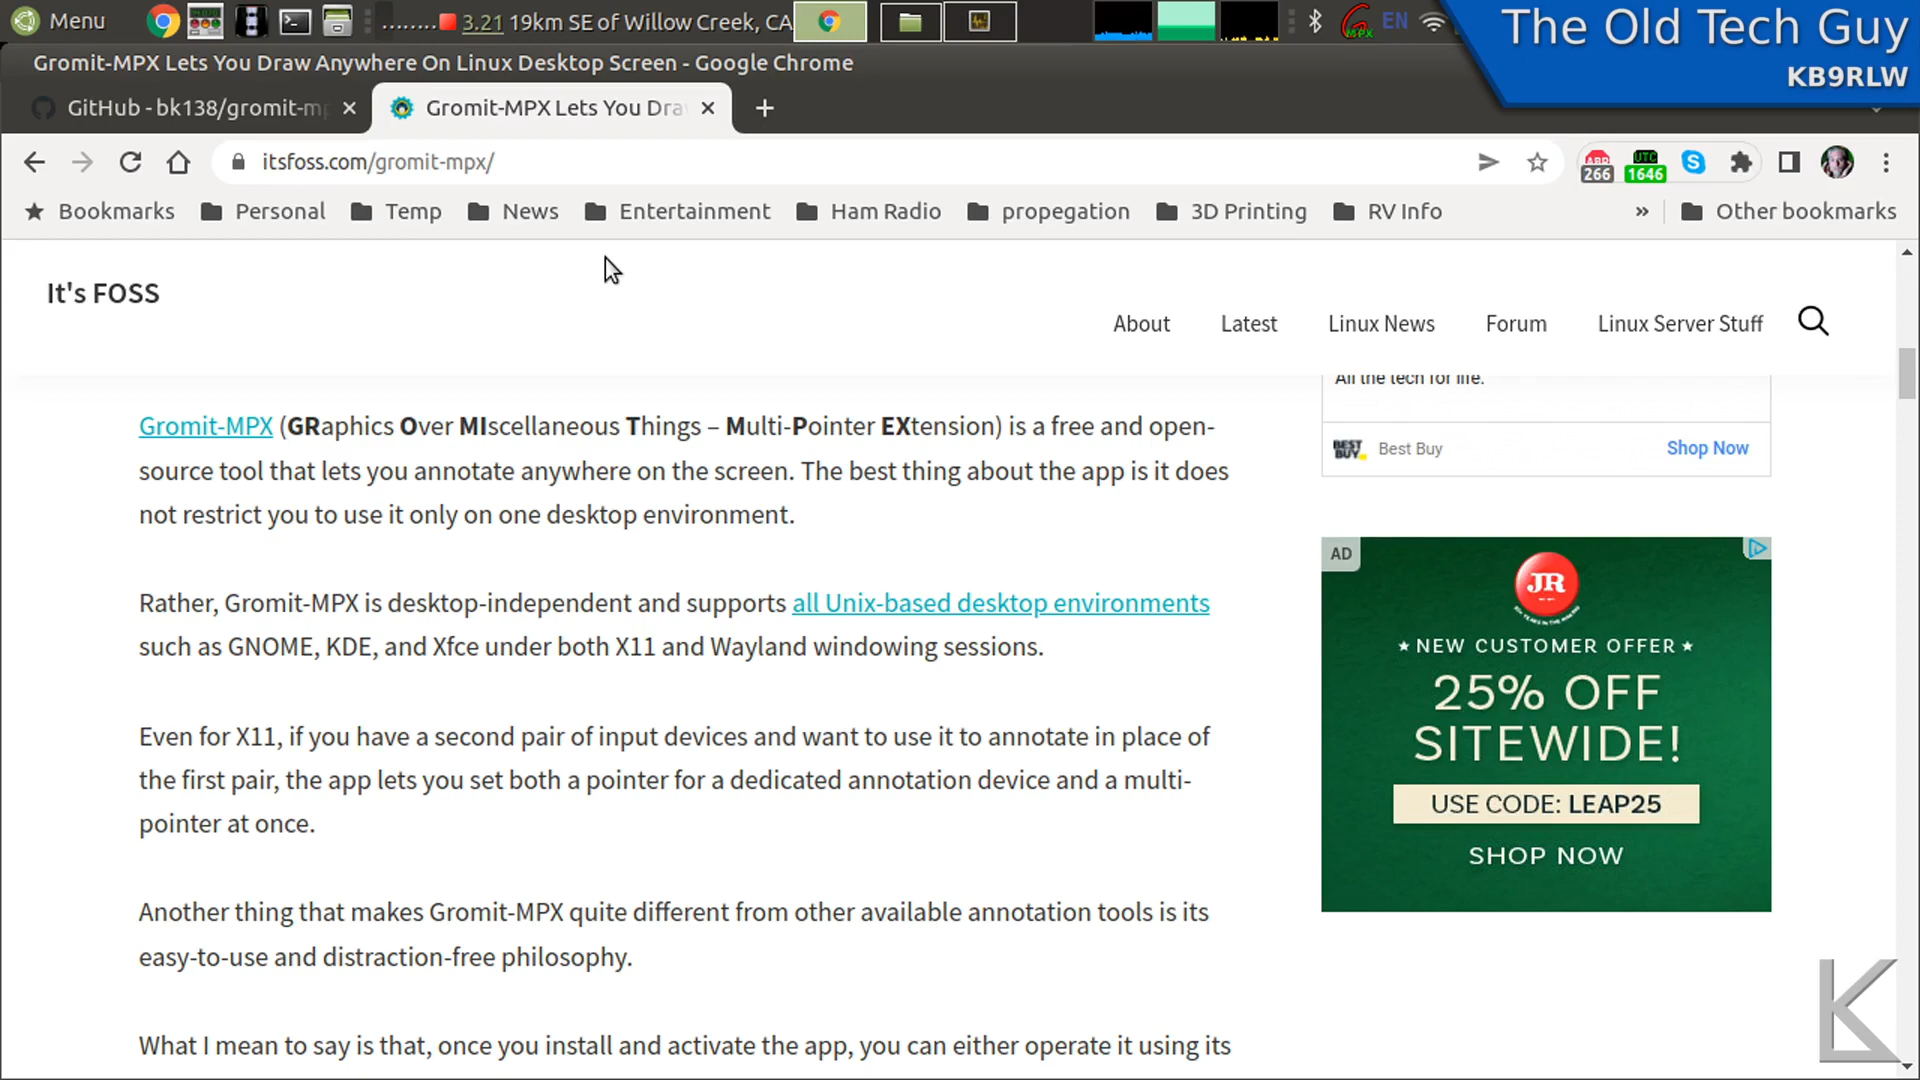 Menu
........ 3.21 19km SE of Willow Creek, CA
EN
The Old Tech Guy
KB9RLW
Gromit-MPX Lets You Draw Anywhere On Linux Desktop Screen - Google Chrome
GitHub - bk138/gromit-mp
Gromit-MPX Lets You Dra
itsfoss.com/gromit-mpx/
ABP
266
UTC
1646
Bookmarks Personal Temp News Entertainment Ham Radio propegation 3D Printing RV Info » Other bookmarks
It's FOSS
About Latest Linux News Forum Linux Server Stuff
All the tech for life.
BEST BUY Best Buy Shop Now
Gromit-MPX (GRaphics Over MIscellaneous Things – Multi-Pointer EXtension) is a free and open-
source tool that lets you annotate anywhere on the screen. The best thing about the app is it does
not restrict you to use it only on one desktop environment.
Rather, Gromit-MPX is desktop-independent and supports all Unix-based desktop environments
such as GNOME, KDE, and Xfce under both X11 and Wayland windowing sessions.
Even for X11, if you have a second pair of input devices and want to use it to annotate in place of
the first pair, the app lets you set both a pointer for a dedicated annotation device and a multi-
pointer at once.
Another thing that makes Gromit-MPX quite different from other available annotation tools is its
easy-to-use and distraction-free philosophy.
What I mean to say is that, once you install and activate the app, you can either operate it using its
AD
JR
NEW CUSTOMER OFFER
25% OFF
SITEWIDE!
USE CODE: LEAP25
SHOP NOW
K